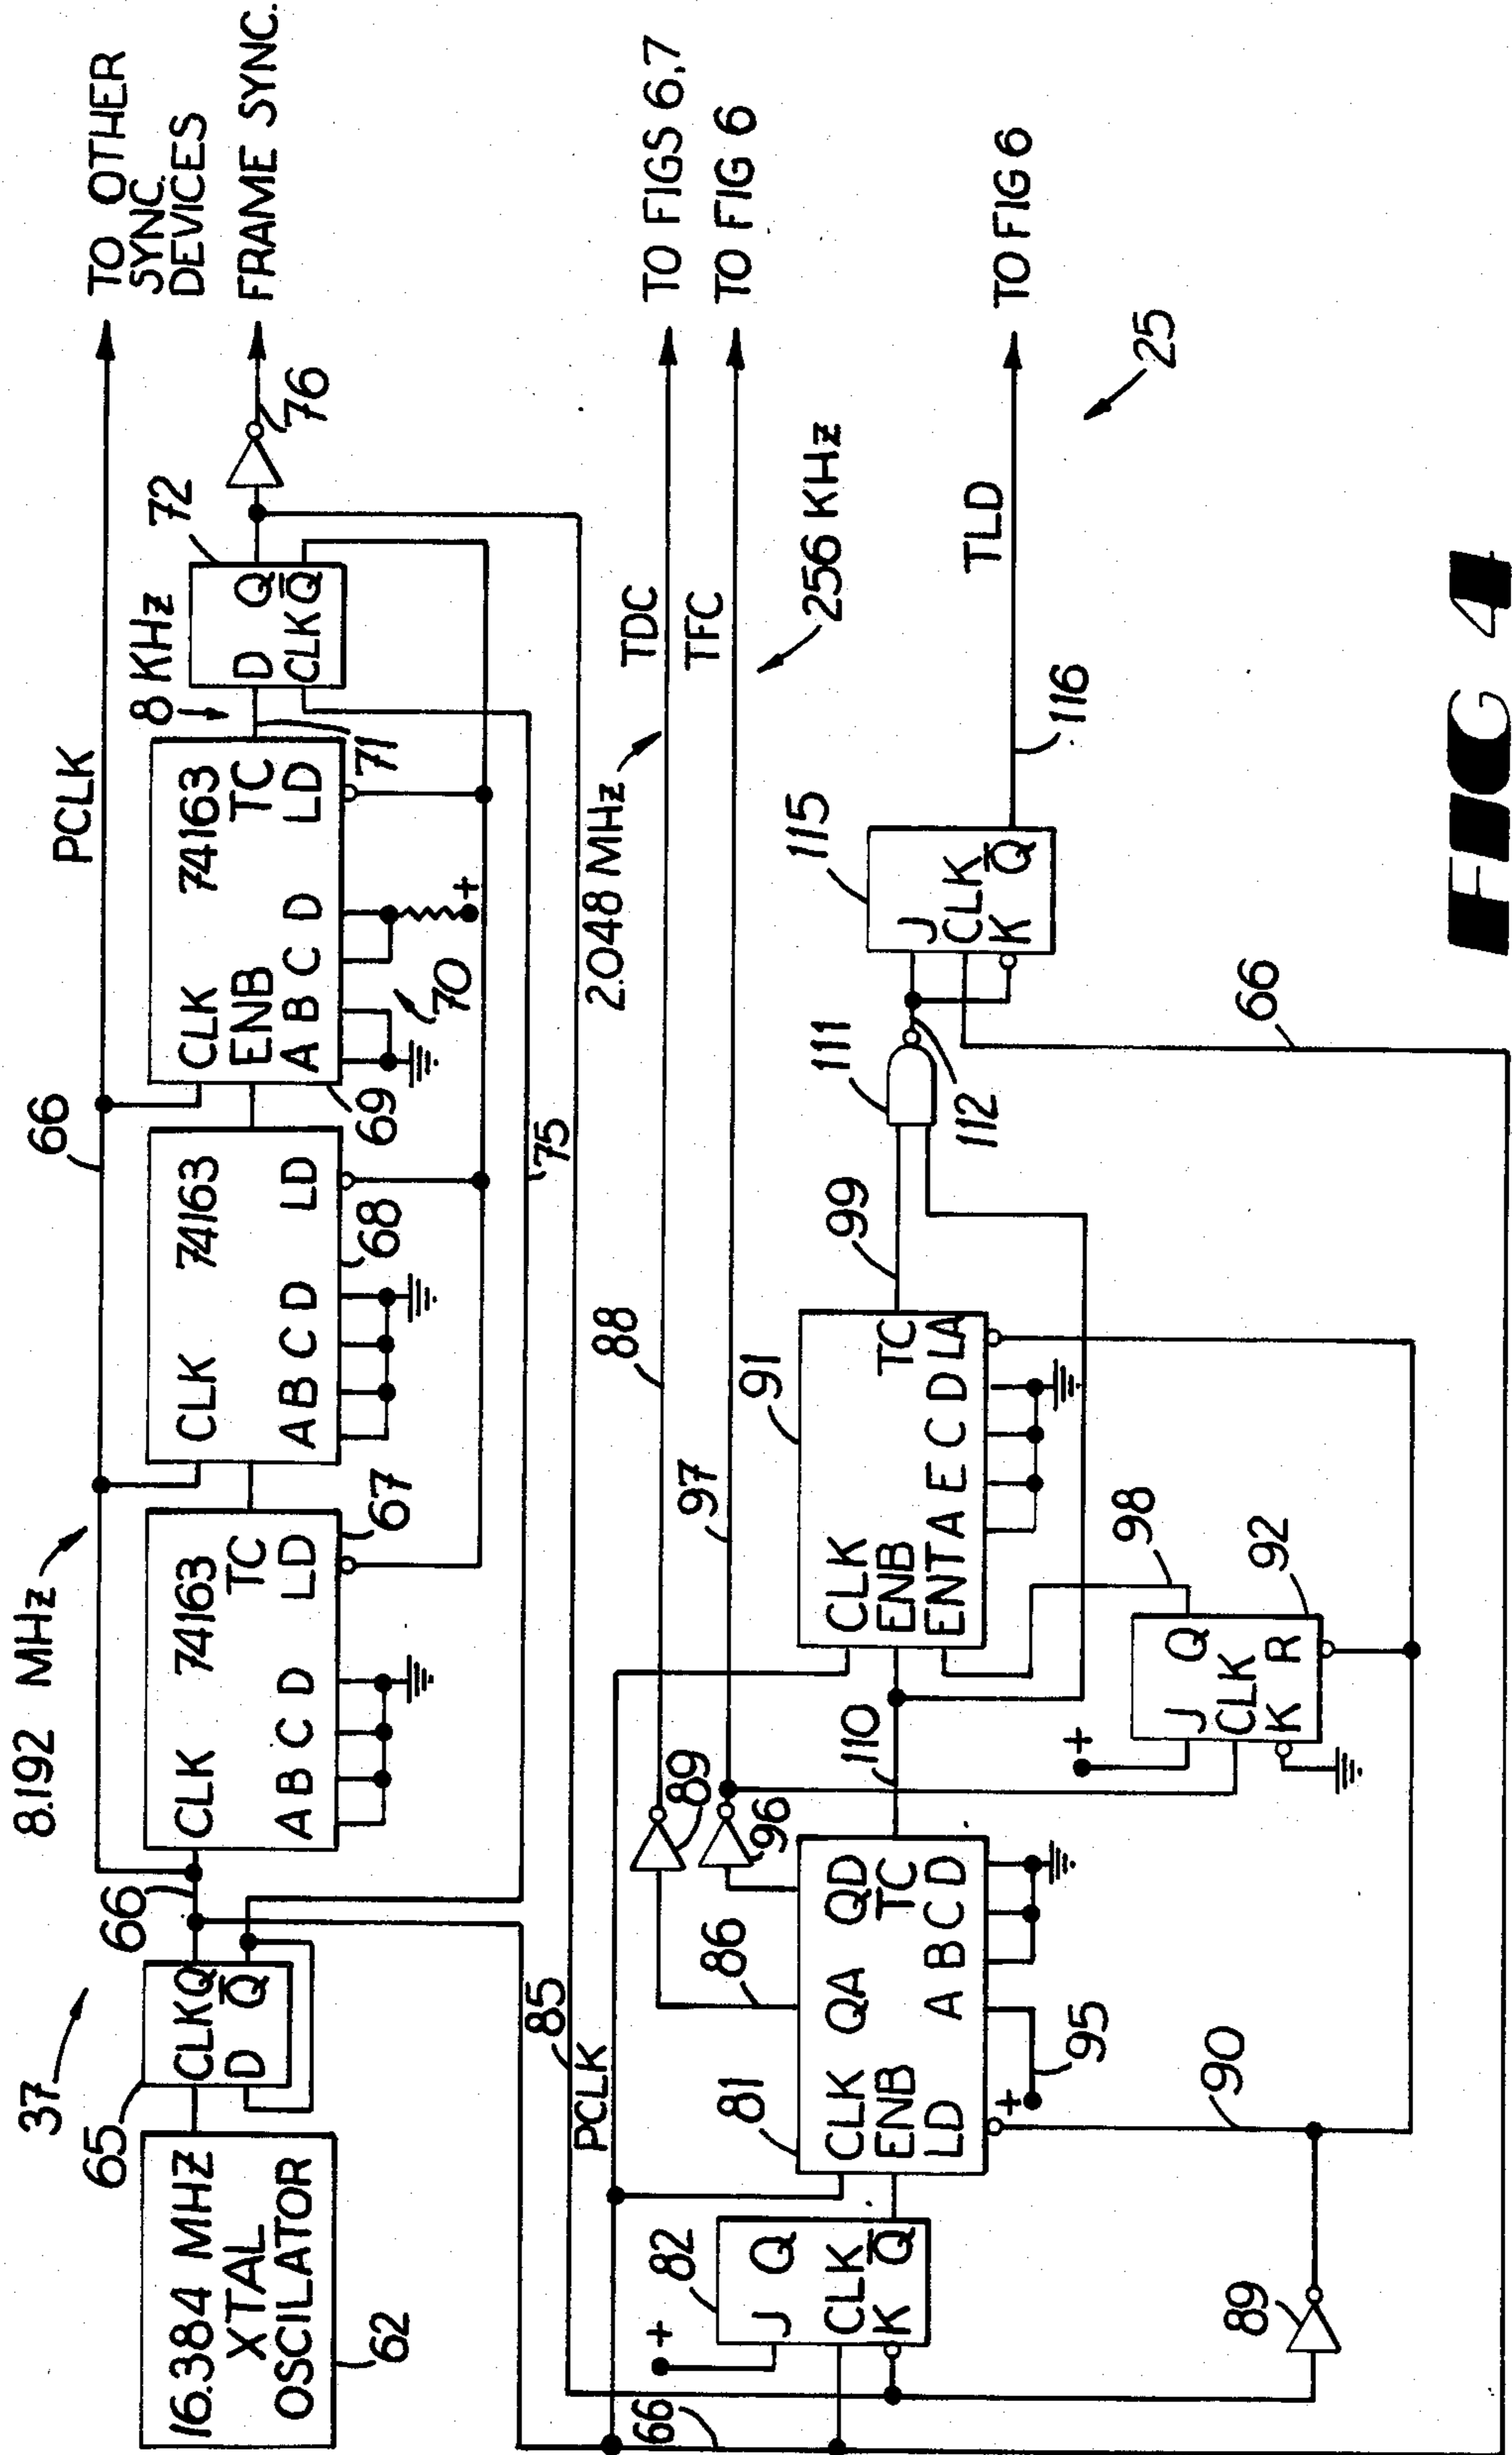 8.192 MHz
PCLK
TO OTHER
SYNC.
DEVICES
FRAME SYNC.
37
65
66
66
8 KHz
72
76
16.384 MHZ
XTAL
OSCILATOR
62
CLK Q
D Q
CLK 74163
TC
A B C D LD
67
CLK 74163
A B C D LD
68
CLK 74163
ENB TC
A B C D LD
69
70
+
71
D Q
CLK Q
75
85
2.048 MHz
88
TDC
TO FIGS 6,7
97
TFC
TO FIG 6
256 KHz
PCLK
66
82
+
J Q
CLK
K Q
81
86
89
96
CLK QA QD
ENB TC
LD A B C D
+
95
90
89
110
91
CLK
ENB TC
ENT A E C D LA
99
111
112
115
J
CLK
K Q
116
TLD
TO FIG 6
25
+
J Q
CLK
K R
98
92
66
FIG 4